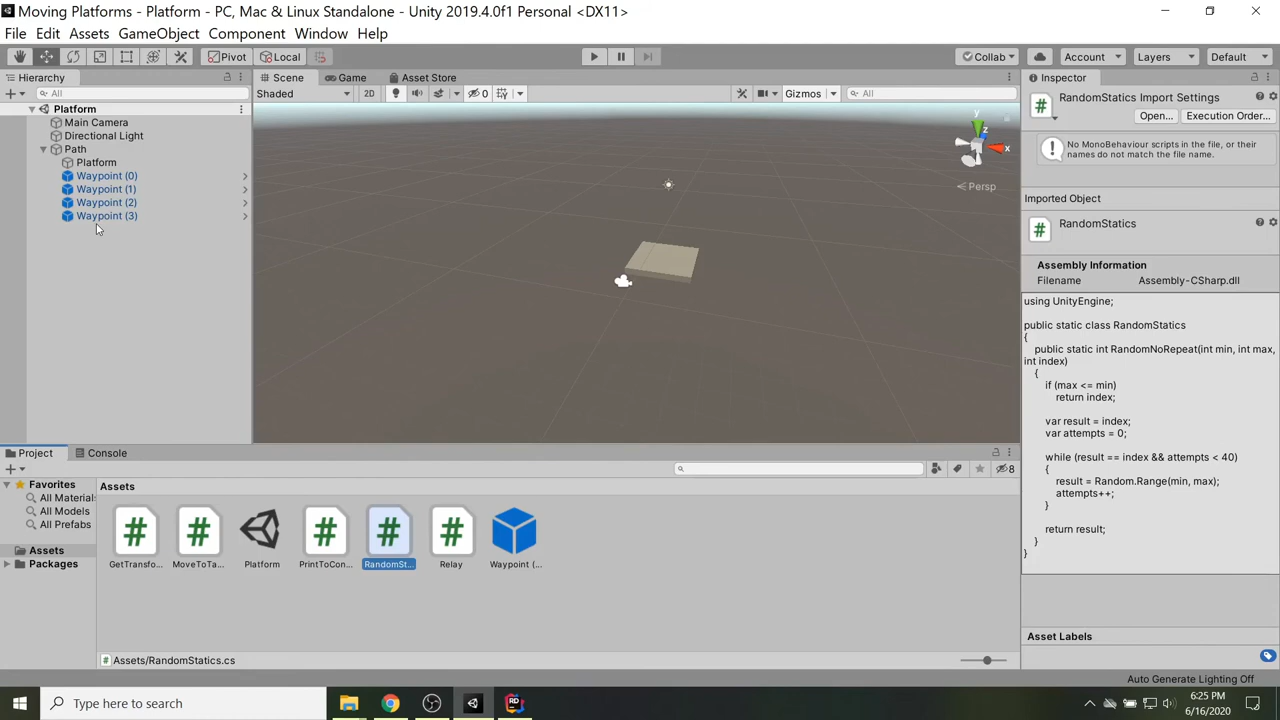 Moving Platforms - Platform - PC, Mac & Linux Standalone - Unity 2019.4.0f1 Personal <DX11>
File Edit Assets GameObject Component Window Help
Pivot Local Collab Account Layers Default
Hierarchy
Scene Game Asset Store
Inspector
All
Shaded 2D 0 Gizmos All
RandomStatics Import Settings
Open... Execution Order...
Platform
Main Camera
Directional Light
Path
Platform
Waypoint (0)
Waypoint (1)
Waypoint (2)
Waypoint (3)
y
z
x
Persp
No MonoBehaviour scripts in the file, or their
names do not match the file name.
Imported Object
RandomStatics
Assembly Information
Filename Assembly-CSharp.dll
using UnityEngine;
public static class RandomStatics
{
public static int RandomNoRepeat(int min, int max,
int index)
{
if (max <= min)
return index;
var result = index;
var attempts = 0;
while (result == index && attempts < 40)
{
result = Random.Range(min, max);
attempts++;
}
return result;
}
}
Project Console
8
Favorites
All Materials
All Models
All Prefabs
Assets
Packages
Assets
GetTransfo... MoveToTa... Platform PrintToCon... RandomSt... Relay Waypoint (...
Assets/RandomStatics.cs
Asset Labels
Auto Generate Lighting Off
Type here to search
6:25 PM
6/16/2020